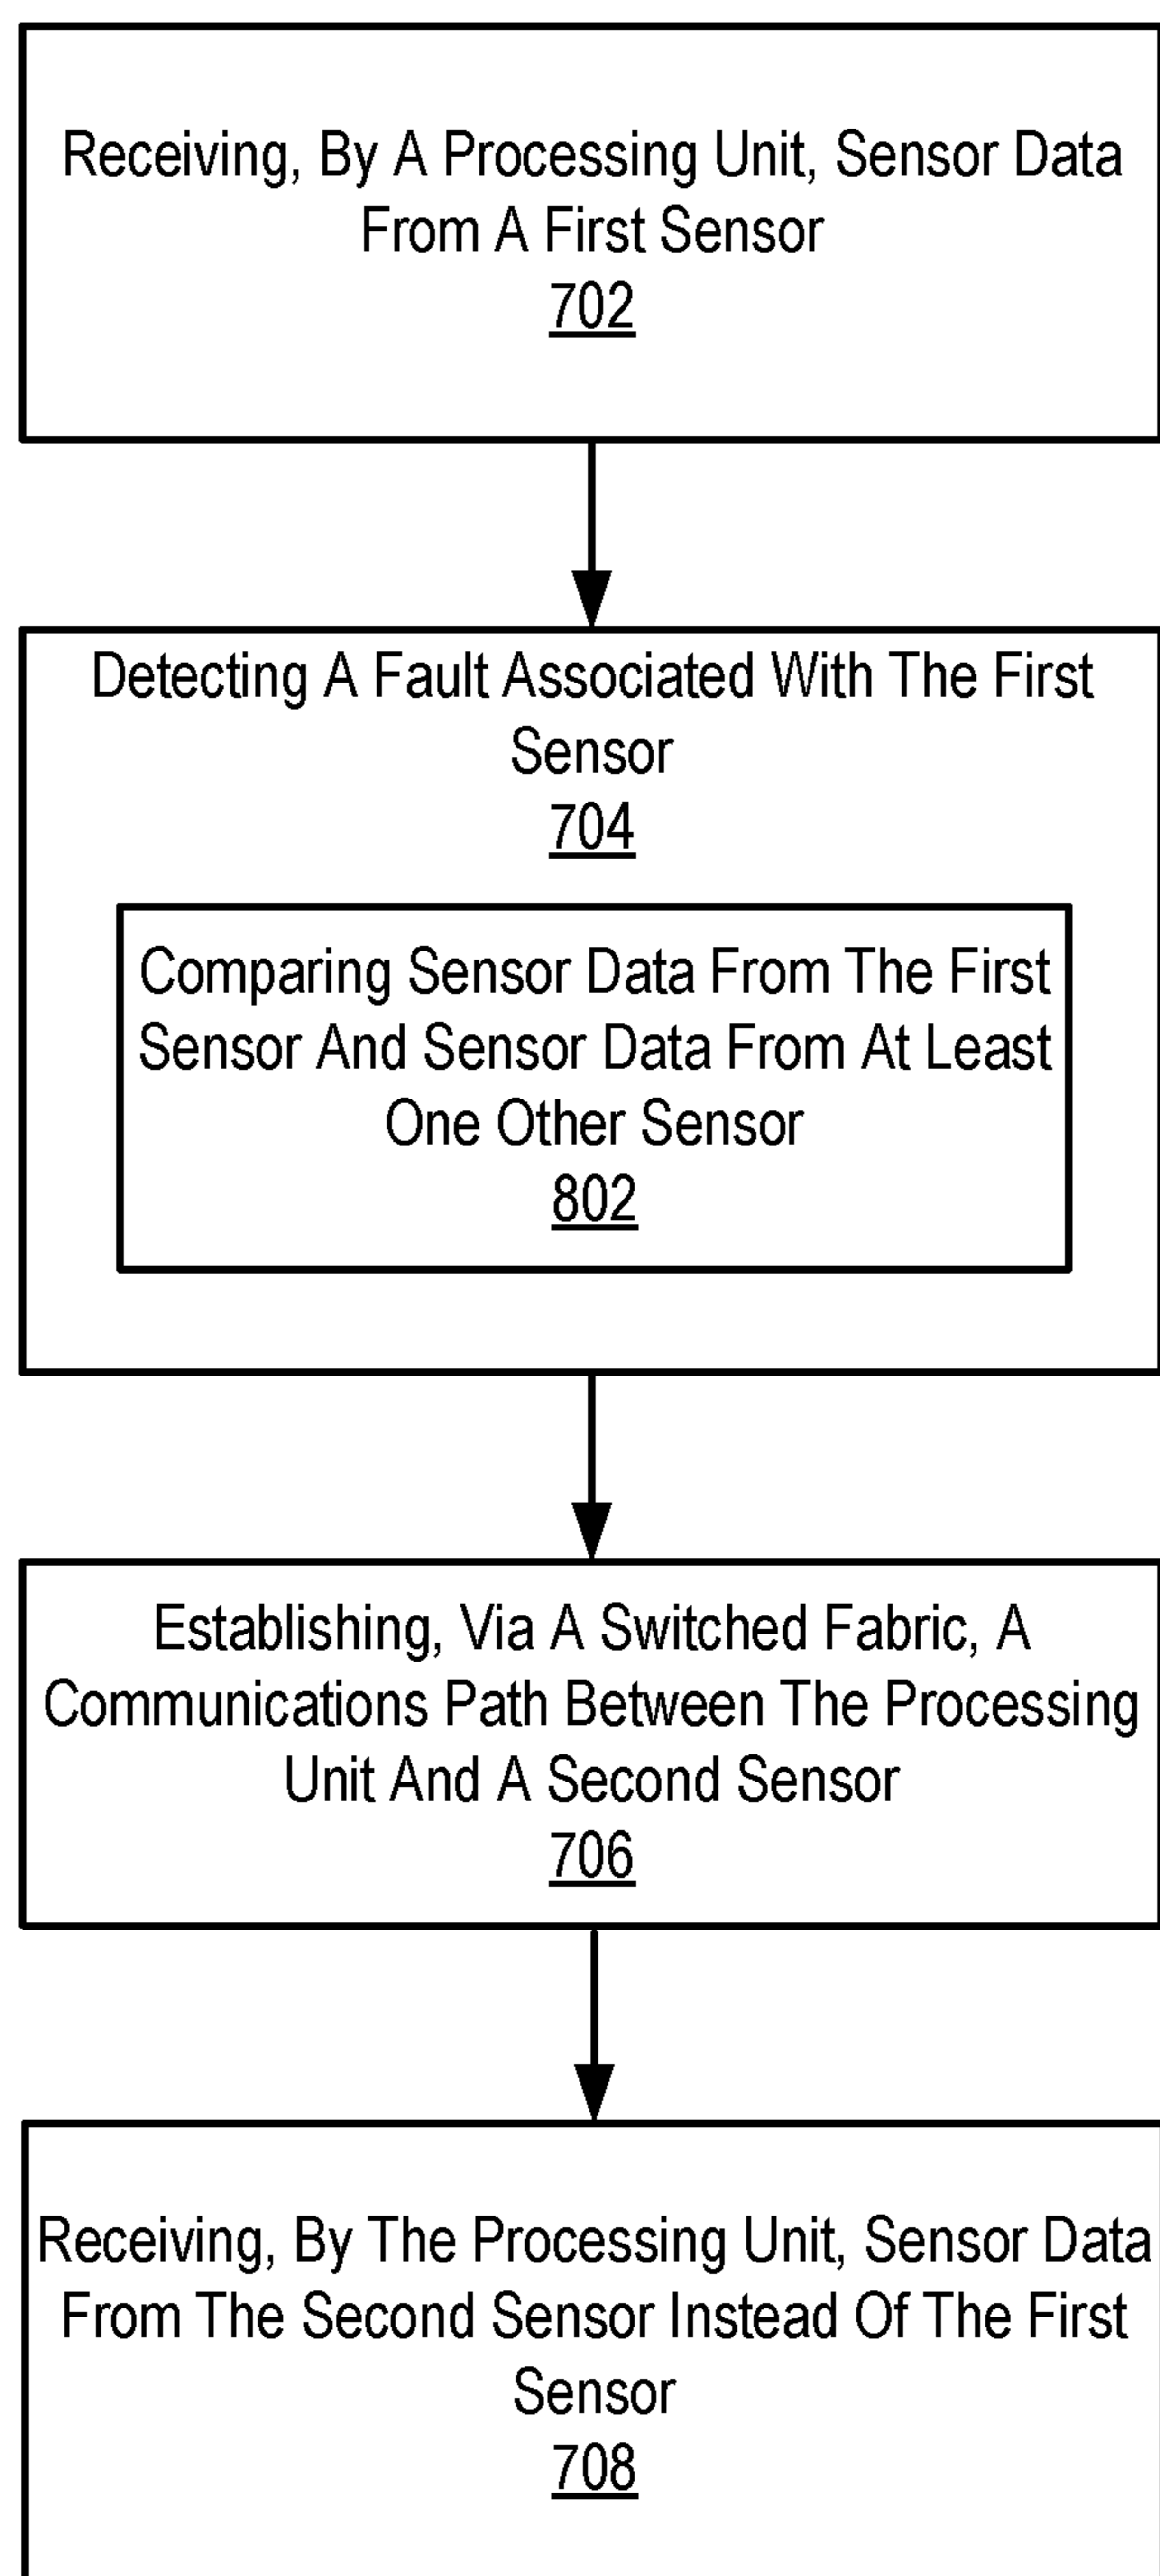 Receiving, By A Processing Unit, Sensor Data
From A First Sensor
702
Detecting A Fault Associated With The First
Sensor
704
Comparing Sensor Data From The First
Sensor And Sensor Data From At Least
One Other Sensor
802
Establishing, Via A Switched Fabric, A
Communications Path Between The Processing
Unit And A Second Sensor
706
Receiving, By The Processing Unit, Sensor Data
From The Second Sensor Instead Of The First
Sensor
708